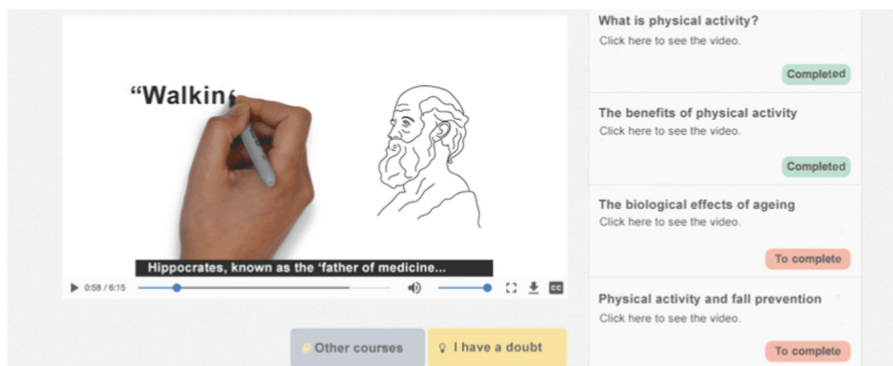 “Walking
Hippocrates, known as the ‘father of medicine...
0:58 / 6:15
CC
Other courses
I have a doubt
What is physical activity?
Click here to see the video.
Completed
The benefits of physical activity
Click here to see the video.
Completed
The biological effects of ageing
Click here to see the video.
To complete
Physical activity and fall prevention
Click here to see the video.
To complete